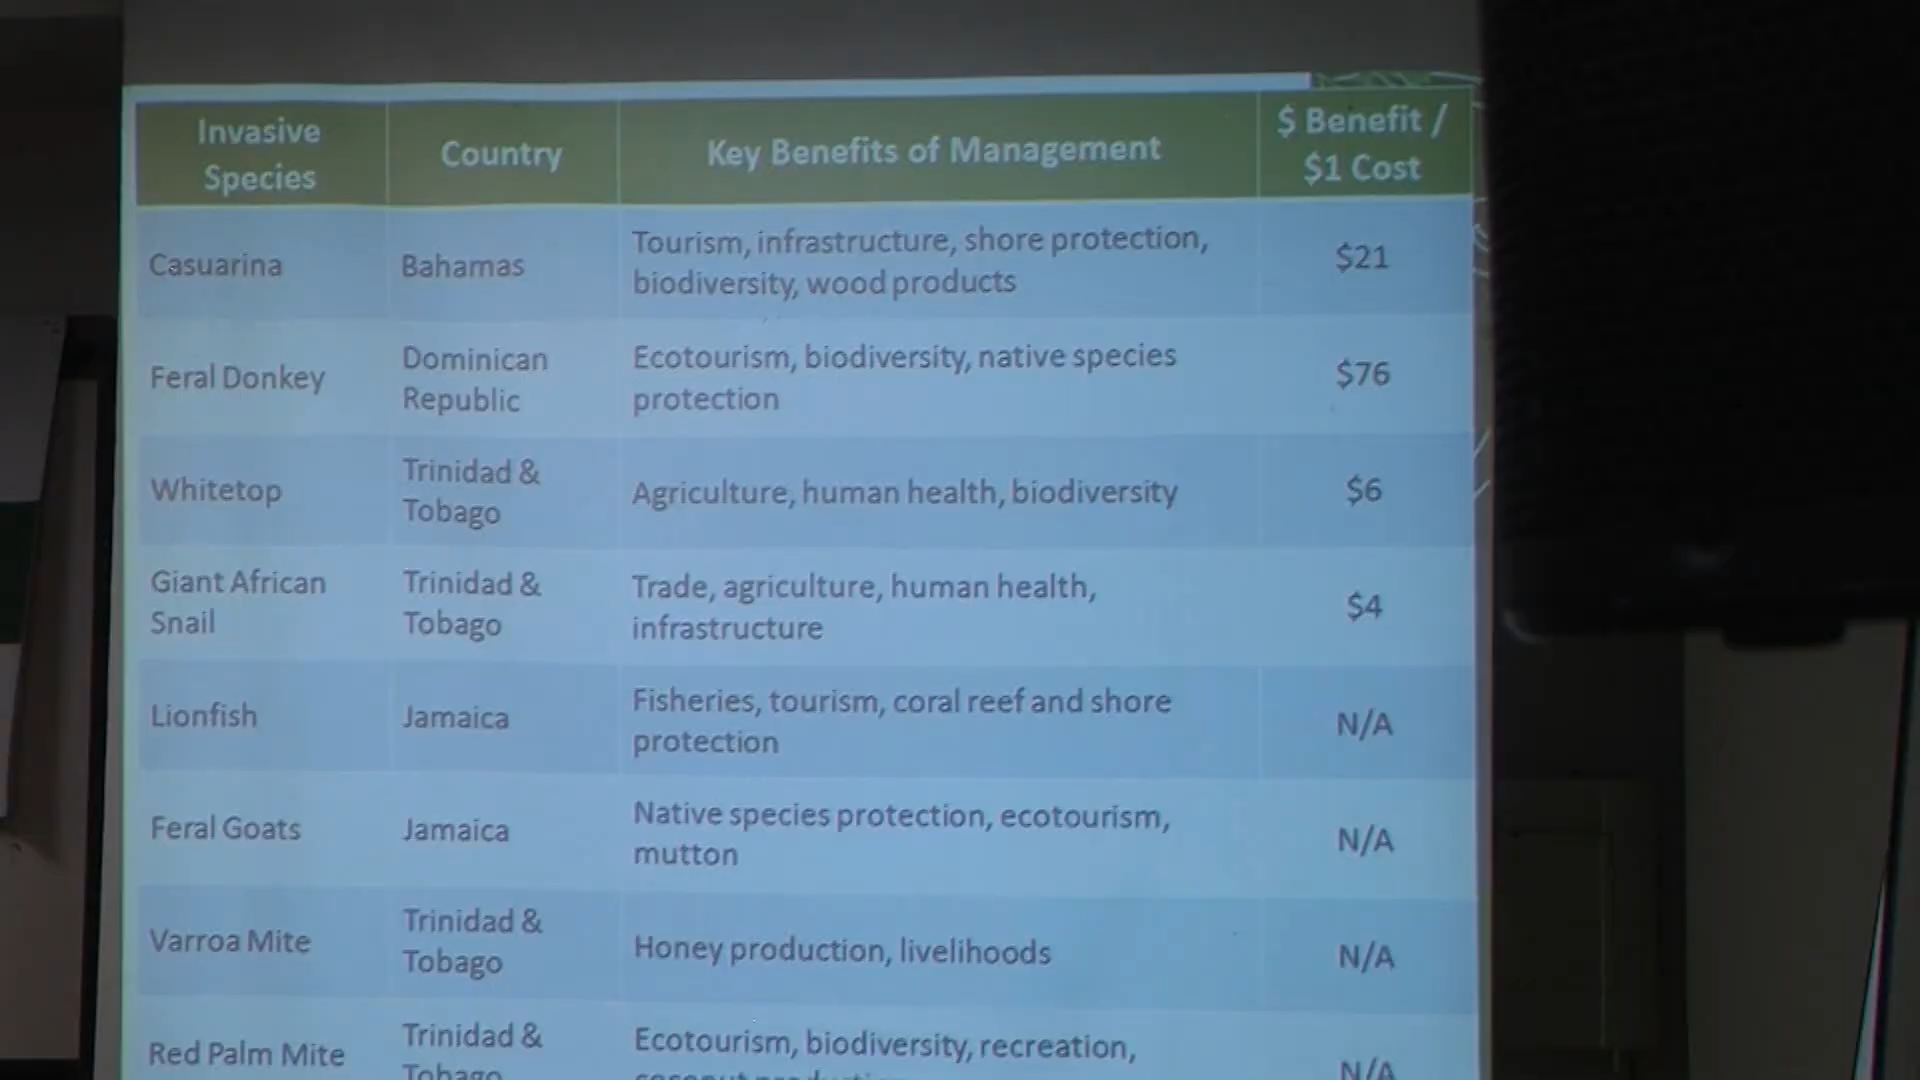 Invasive
Species
Country
Key Benefits of Management
$ Benefit /
$1 Cost
Casuarina
Bahamas
Tourism, infrastructure, shore protection,
biodiversity, wood products
$21
Feral Donkey
Dominican
Republic
Ecotourism, biodiversity, native species
protection
$76
Whitetop
Trinidad &
Tobago
Agriculture, human health, biodiversity
$6
Giant African
Snail
Trinidad &
Tobago
Trade, agriculture, human health,
infrastructure
$4
Lionfish
Jamaica
Fisheries, tourism, coral reef and shore
protection
N/A
Feral Goats
Jamaica
Native species protection, ecotourism,
mutton
N/A
Varroa Mite
Trinidad &
Tobago
Honey production, livelihoods
N/A
Red Palm Mite
Trinidad &
Tobago
Ecotourism, biodiversity, recreation,
N/A